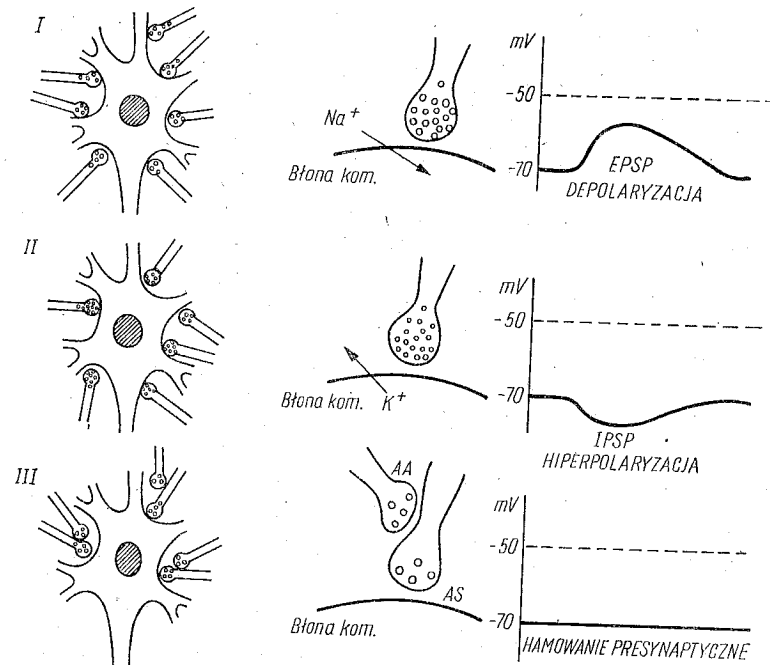 I
Na⁺
Błona kom.
mV
-50
-70
EPSP
DEPOLARYZACJA
II
Błona kom.
K⁺
mV
-50
-70
IPSP
HIPERPOLARYZACJA
III
AA
AS
Błona kom.
mV
-50
-70
HAMOWANIE PRESYNAPTYCZNE